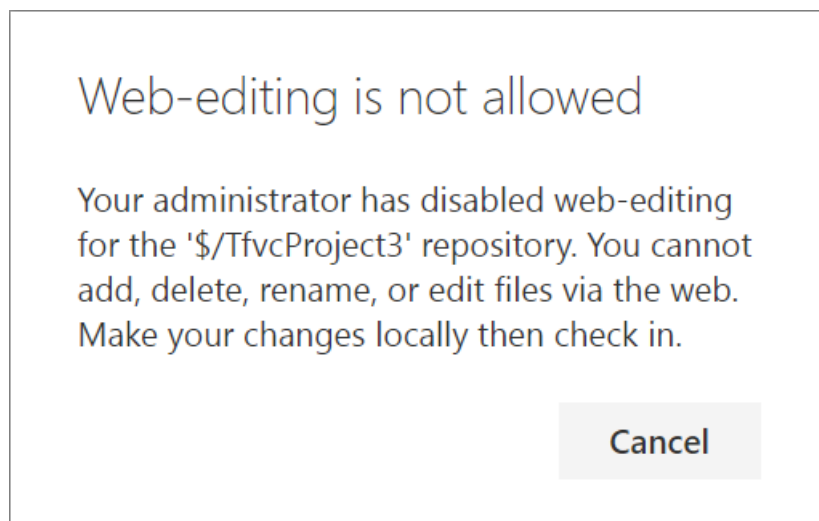 Web-editing is not allowed
Your administrator has disabled web-editing
for the '$/TfvcProject3' repository. You cannot
add, delete, rename, or edit files via the web.
Make your changes locally then check in.
Cancel